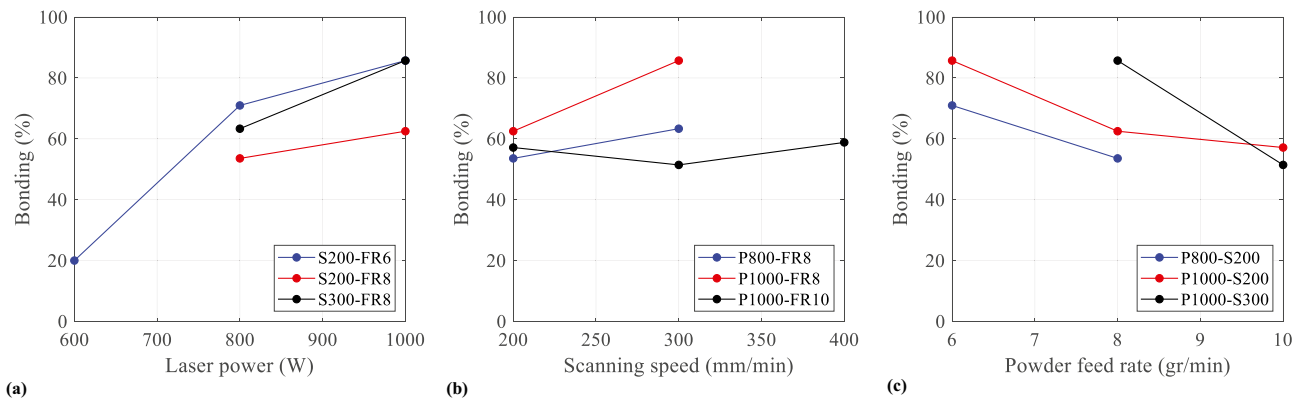 100
80
60
40
20
0
Bonding (%)
600 700 800 900 1000
Laser power (W)
S200-FR6
S200-FR8
S300-FR8
(a)
100
80
60
40
20
0
Bonding (%)
200 250 300 350 400
Scanning speed (mm/min)
P800-FR8
P1000-FR8
P1000-FR10
(b)
100
80
60
40
20
0
Bonding (%)
6 7 8 9 10
Powder feed rate (gr/min)
P800-S200
P1000-S200
P1000-S300
(c)